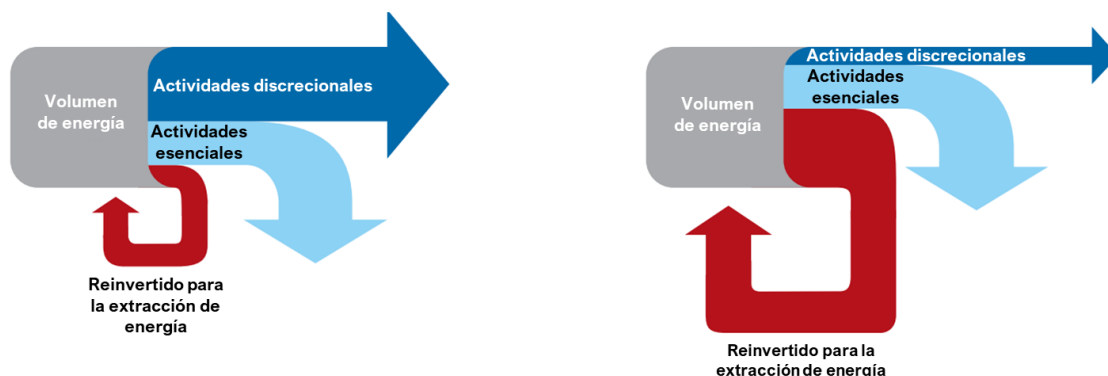 Volumen
de energía
Actividades discrecionales
Actividades
esenciales
Reinvertido para
la extracción de
energía
Volumen
de energía
Actividades discrecionales
Actividades
esenciales
Reinvertido para la
extracción de energía